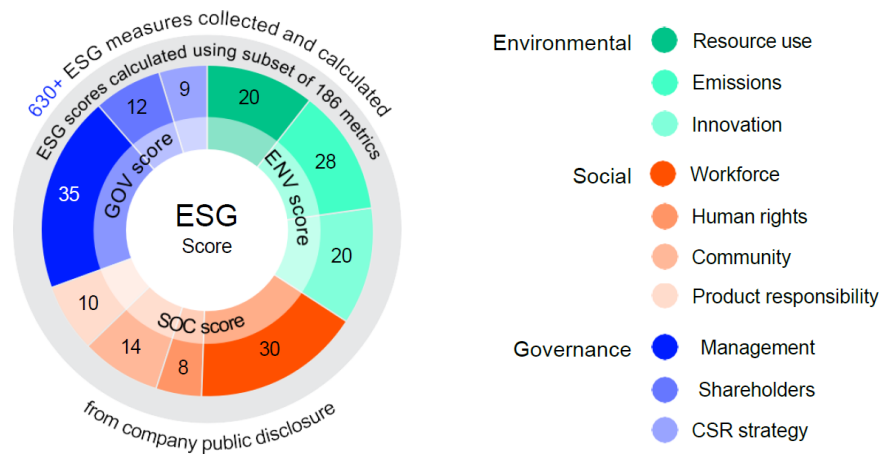 630+ ESG measures collected and calculated
ESG scores calculated using subset of 186 metrics
9
12
20
28
35
20
10
14
8
30
GOV score
ENV score
SOC score
ESG
Score
from company public disclosure
Environmental
Resource use
Emissions
Innovation
Social
Workforce
Human rights
Community
Product responsibility
Governance
Management
Shareholders
CSR strategy